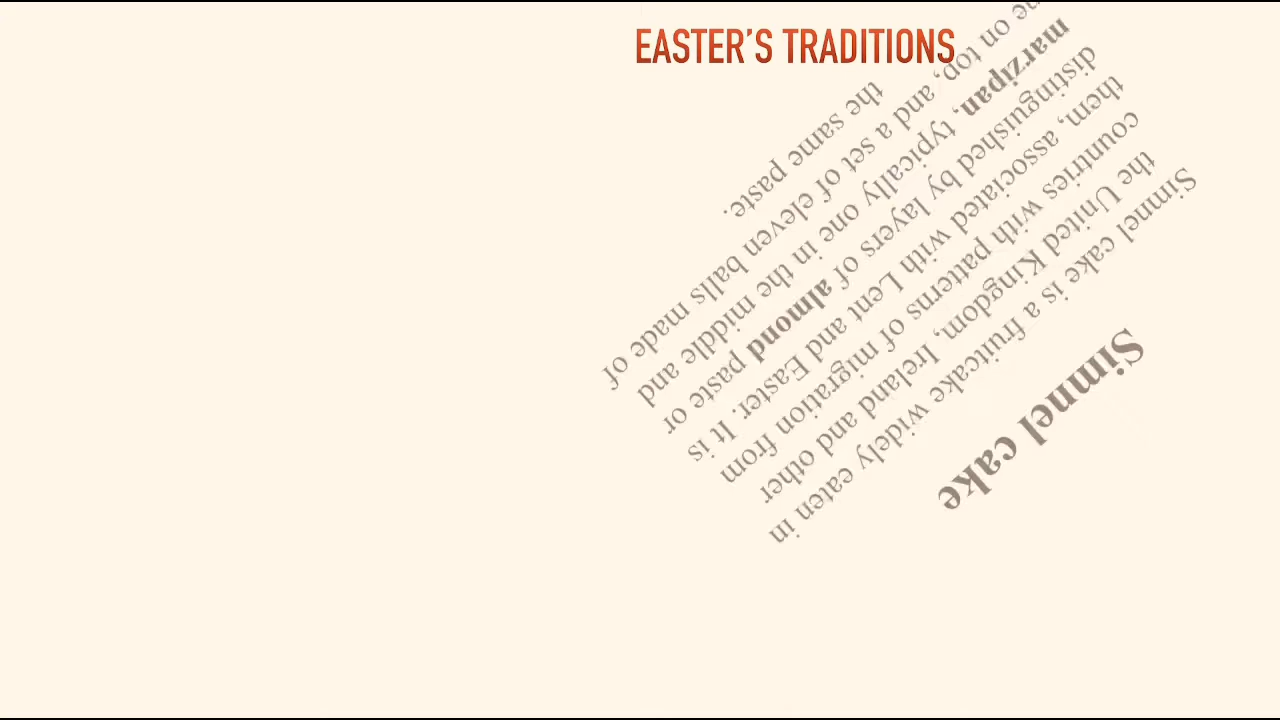 EASTER'S TRADITIONS
Simnel cake
Simnel cake is a fruitcake widely eaten in
the United Kingdom, Ireland and other
countries with patterns of migration from
them, associated with Lent and Easter. It is
distinguished by layers of almond paste or
marzipan, typically one in the middle and
on top, and a set of eleven balls made of
the same paste.